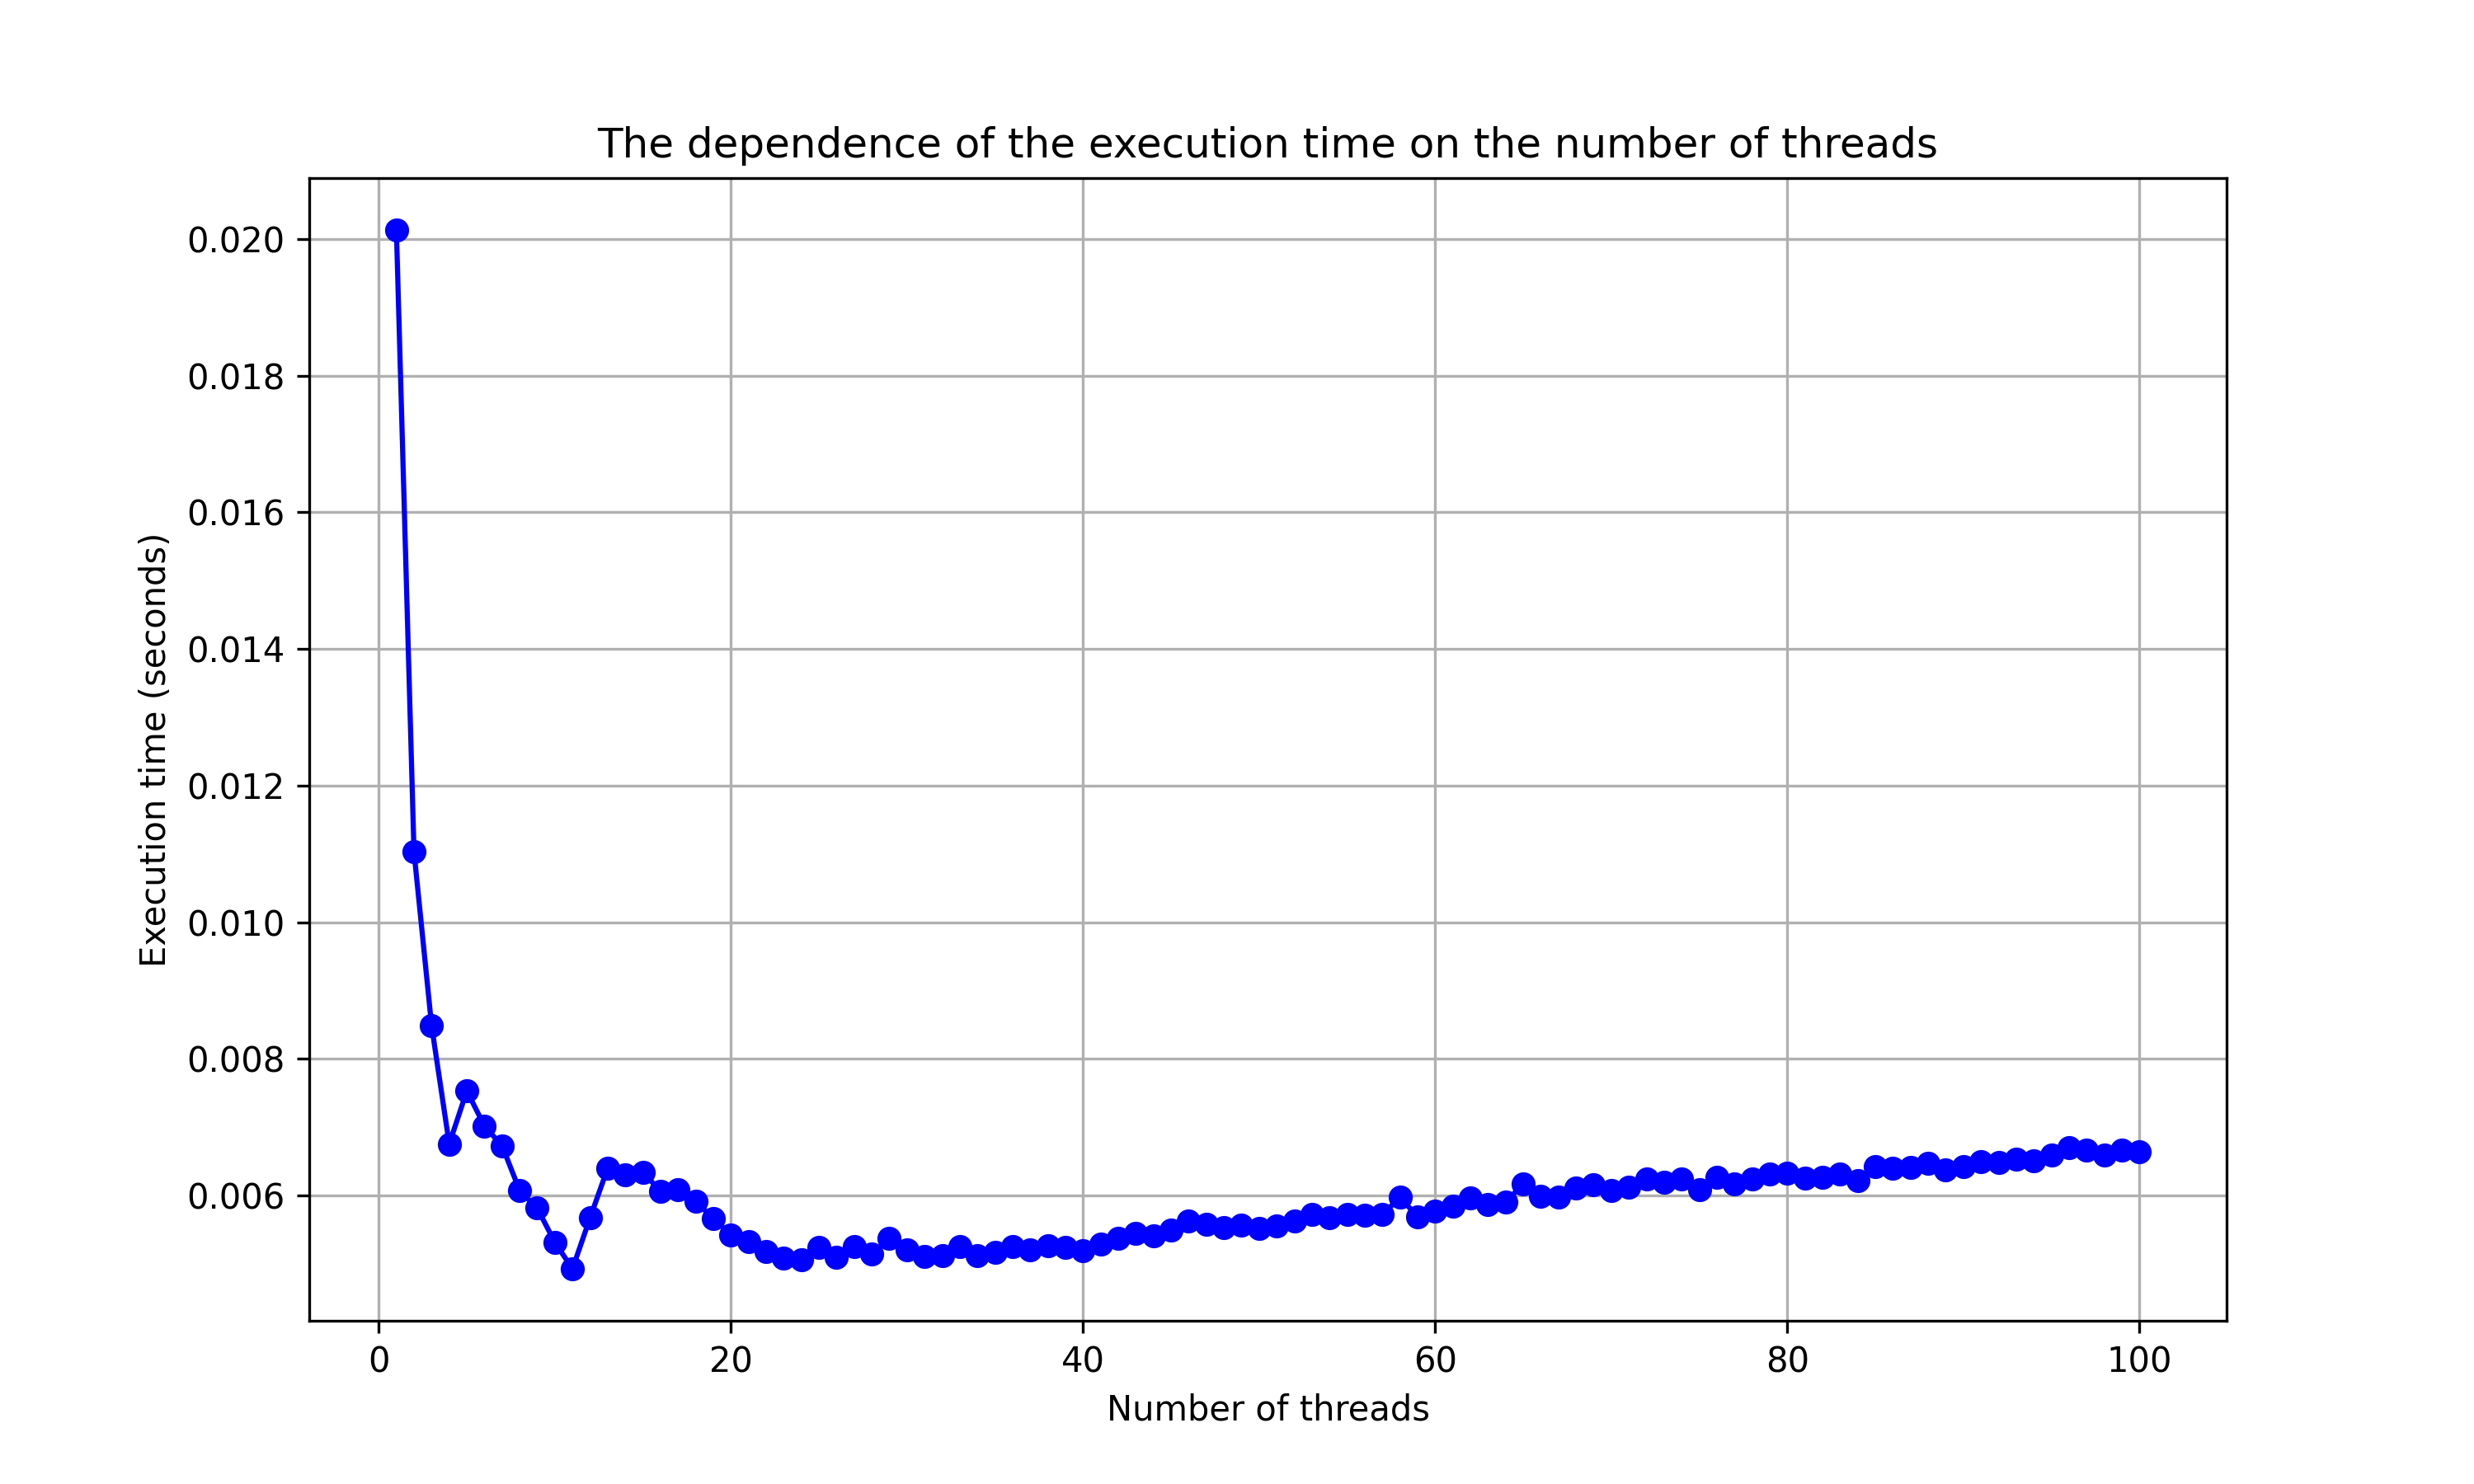 The dependence of the execution time on the number of threads
Execution time (seconds)
0.020
0.018
0.016
0.014
0.012
0.010
0.008
0.006
0 20 40 60 80 100
Number of threads